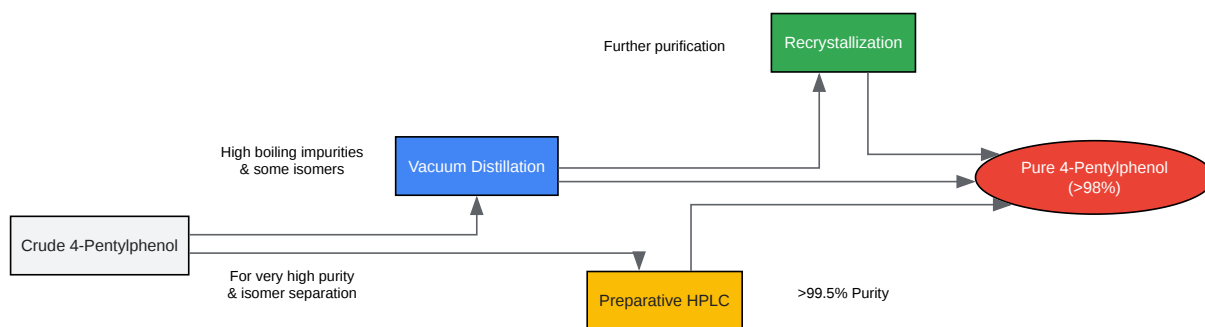 Further purification
Recrystallization
High boiling impurities
& some isomers
Vacuum Distillation
Pure 4-Pentylphenol
(>98%)
Crude 4-Pentylphenol
For very high purity
& isomer separation
Preparative HPLC
>99.5% Purity